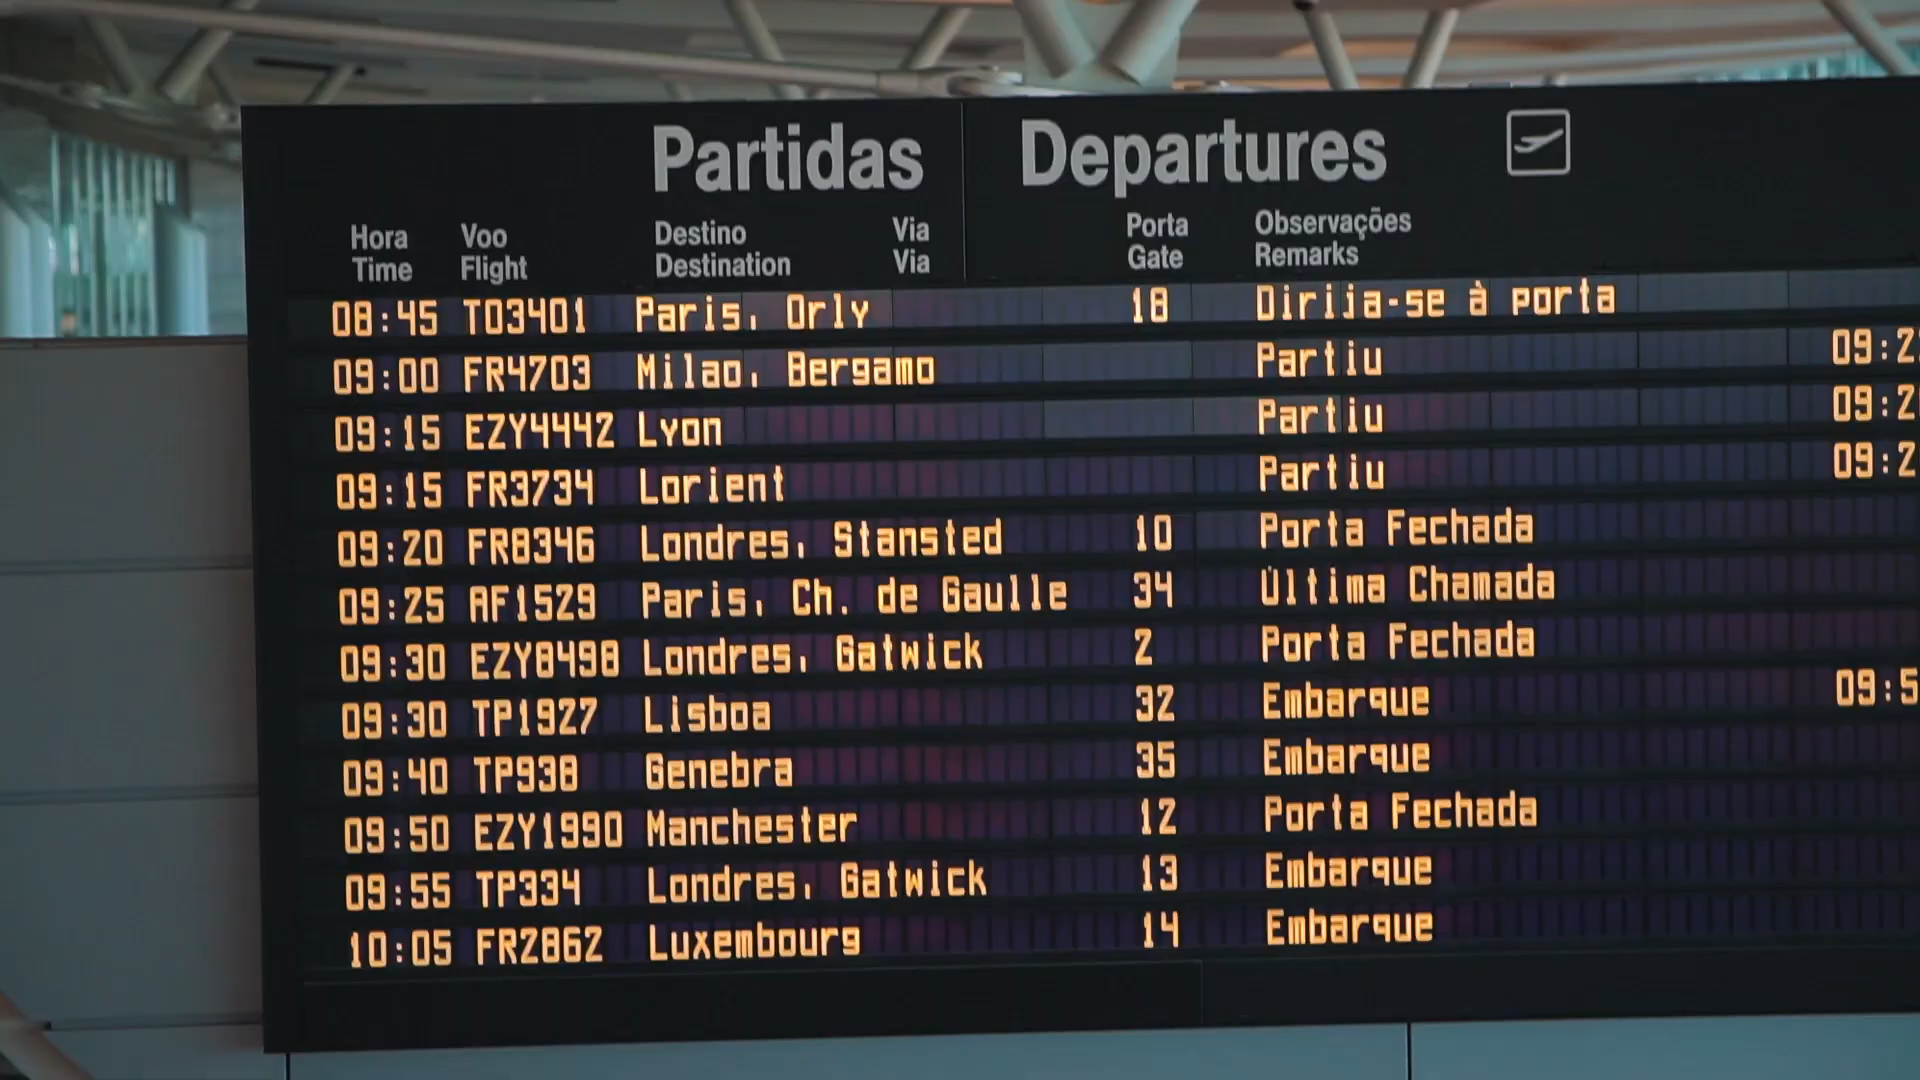 Partidas Departures
Hora Voo Destino Via Porta Observações
Time Flight Destination Via Gate Remarks
08:45 TO3401 Paris, Orly 18 Dirija-se à porta
09:00 FR4703 Milao, Bergamo Partiu
09:15 EZY4442 Lyon Partiu
09:15 FR3734 Lorient Partiu
09:20 FR8346 Londres, Stansted 10 Porta Fechada
09:25 AF1529 Paris, Ch. de Gaulle 34 Última Chamada
09:30 EZY8498 Londres, Gatwick 2 Porta Fechada
09:30 TP1927 Lisboa 32 Embarque
09:40 TP938 Genebra 35 Embarque
09:50 EZY1990 Manchester 12 Porta Fechada
09:55 TP334 Londres, Gatwick 13 Embarque
10:05 FR2862 Luxembourg 14 Embarque